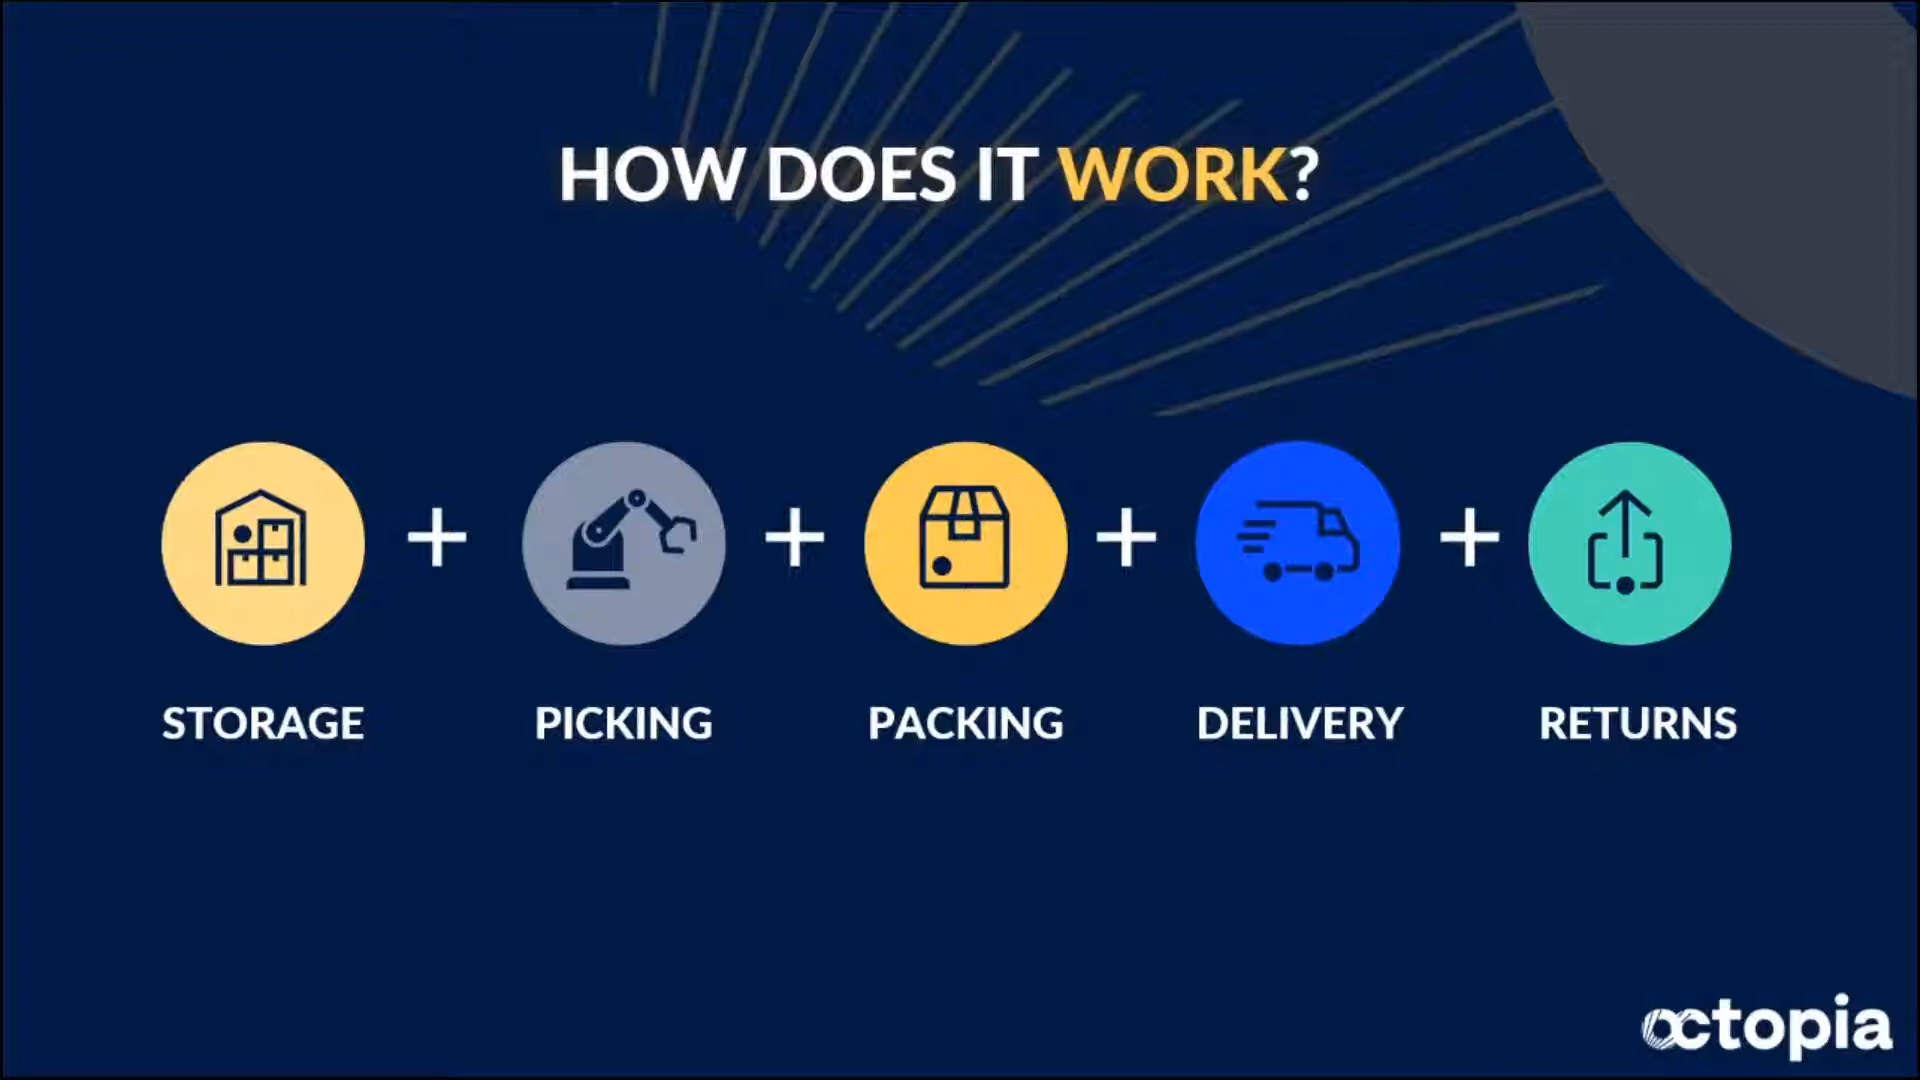 HOW DOES IT WORK?
STORAGE + PICKING + PACKING + DELIVERY + RETURNS
octopia